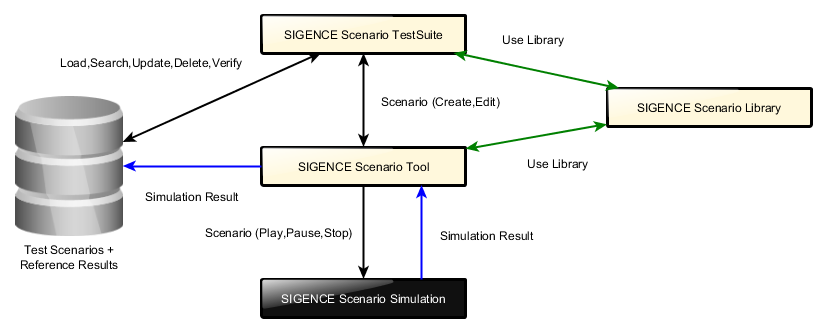 SIGENCE Scenario TestSuite
Use Library
Load,Search,Update,Delete,Verify
Scenario (Create,Edit)
SIGENCE Scenario Library
Use Library
SIGENCE Scenario Tool
Simulation Result
Scenario (Play,Pause,Stop)
Simulation Result
Test Scenarios +
Reference Results
SIGENCE Scenario Simulation